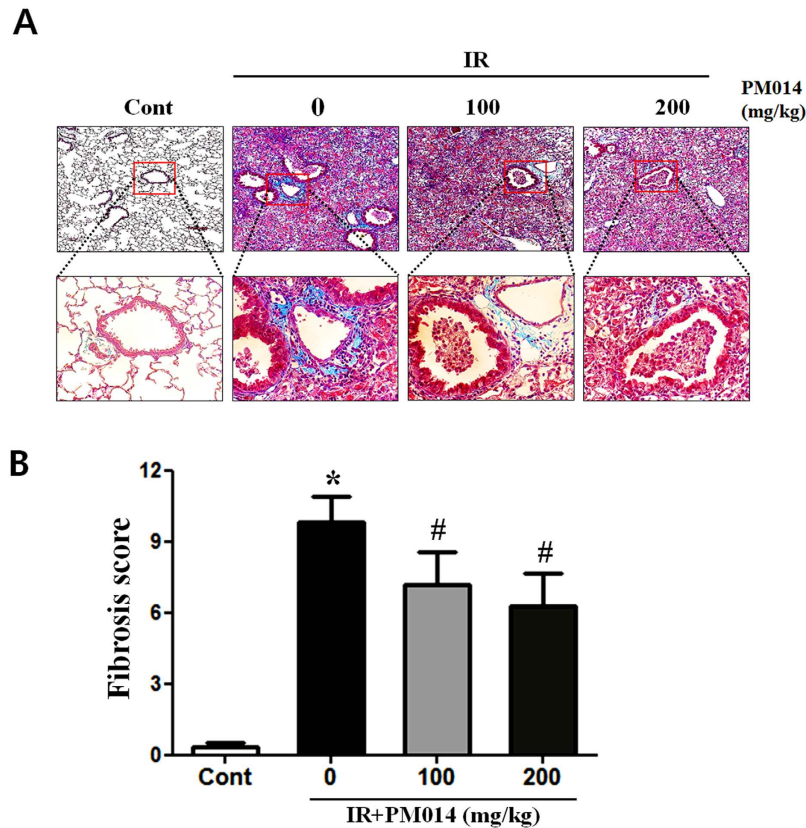 A
IR
Cont 0 100 200 PM014
(mg/kg)
B
Fibrosis score
12
9
6
3
0
*
#
#
Cont 0 100 200
IR+PM014 (mg/kg)